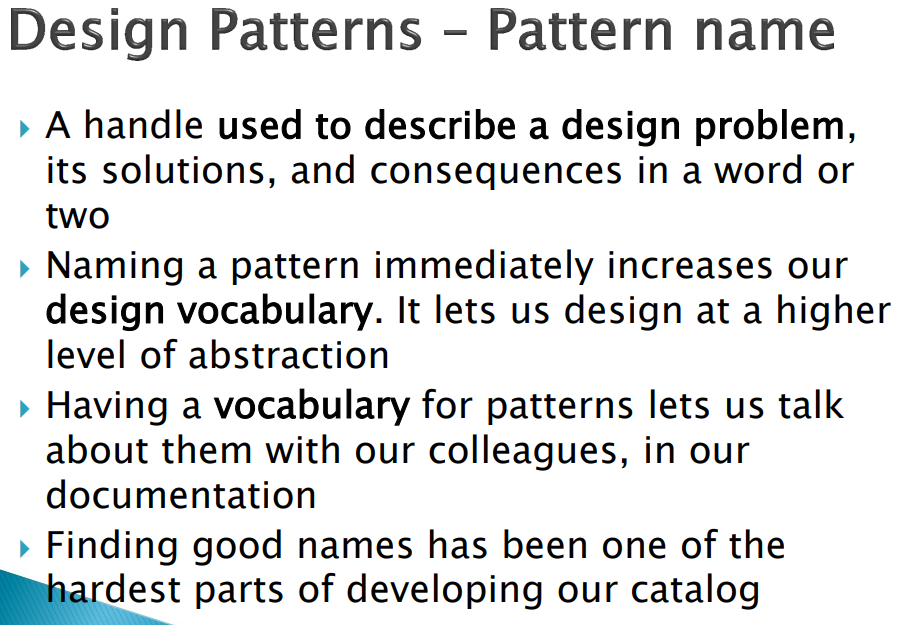 Design Patterns – Pattern name
A handle used to describe a design problem,
its solutions, and consequences in a word or
two
Naming a pattern immediately increases our
design vocabulary. It lets us design at a higher
level of abstraction
Having a vocabulary for patterns lets us talk
about them with our colleagues, in our
documentation
Finding good names has been one of the
hardest parts of developing our catalog